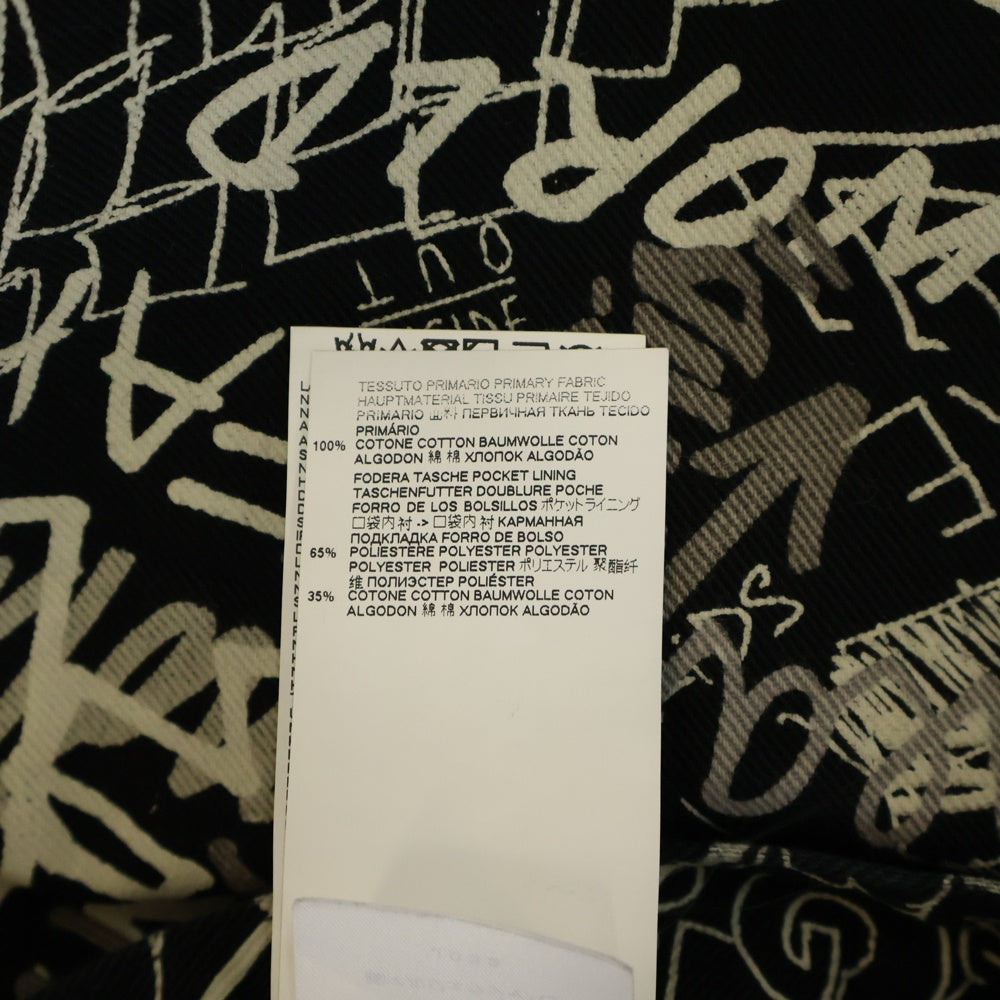 OUT
SIDE
TESSUTO PRIMARIO PRIMARY FABRIC
HAUPTMATERIAL TISSU PRIMAIRE TEJIDO
PRIMARIO 面料 ПЕРВИЧНАЯ ТКАНЬ TECIDO
PRIMÁRIO
100% COTONE COTTON BAUMWOLLE COTON
ALGODON 綿 棉 ХЛОПОК ALGODÃO
FODERA TASCHE POCKET LINING
TASCHENFUTTER DOUBLURE POCHE
FORRO DE LOS BOLSILLOS ポケットライニング
口袋内衬 -> 口袋内衬 КАРМАННАЯ
ПОДКЛАДКА FORRO DE BOLSO
65% POLIESTERE POLYESTER POLYESTER
POLYESTER POLIESTER ポリエステル 聚酯纤
维 ПОЛИЭСТЕР POLIÉSTER
35% COTONE COTTON BAUMWOLLE COTON
ALGODON 綿 棉 ХЛОПОК ALGODÃO